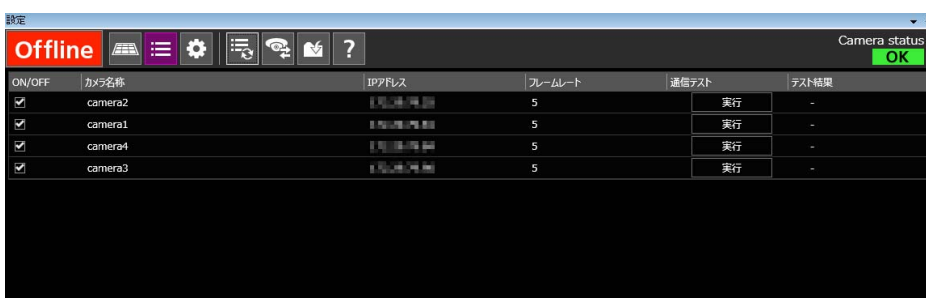 設定
Offline ? Camera status
OK
ON/OFF カメラ名称 IPアドレス フレームレート 通信テスト テスト結果
camera2 5 実行 -
camera1 5 実行 -
camera4 5 実行 -
camera3 5 実行 -